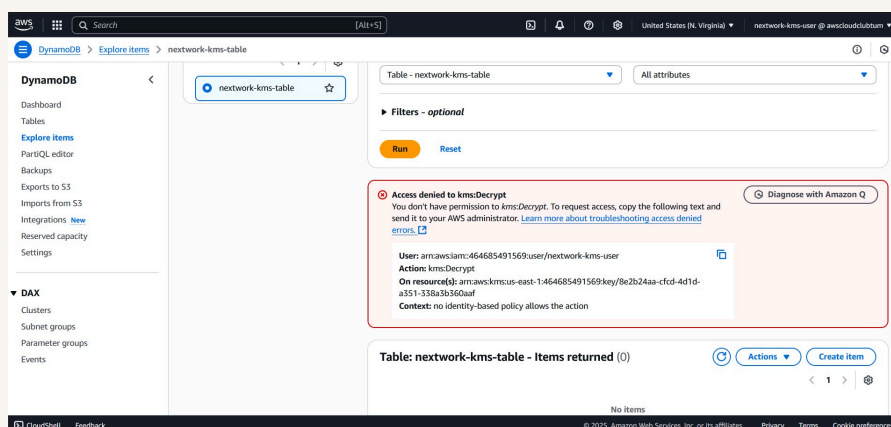 aws
Search
[Alt+S]
United States (N. Virginia)
nextwork-kms-user @ awscloudclubtum
DynamoDB > Explore items > nextwork-kms-table
DynamoDB
Dashboard
Tables
Explore items
PartiQL editor
Backups
Exports to S3
Imports from S3
Integrations New
Reserved capacity
Settings
DAX
Clusters
Subnet groups
Parameter groups
Events
nextwork-kms-table
Table - nextwork-kms-table
All attributes
Filters - optional
Run
Reset
Access denied to kms:Decrypt
You don't have permission to kms:Decrypt. To request access, copy the following text and
send it to your AWS administrator. Learn more about troubleshooting access denied
errors.
Diagnose with Amazon Q
User: arn:aws:iam::464685491569:user/nextwork-kms-user
Action: kms:Decrypt
On resource(s): arn:aws:kms:us-east-1:464685491569:key/8e2b24aa-cfcd-4d1d-
a351-338a3b360aaf
Context: no identity-based policy allows the action
Table: nextwork-kms-table - Items returned (0)
Actions
Create item
1
No items
CloudShell
Feedback
© 2025, Amazon Web Services, Inc. or its affiliates.
Privacy
Terms
Cookie preferences